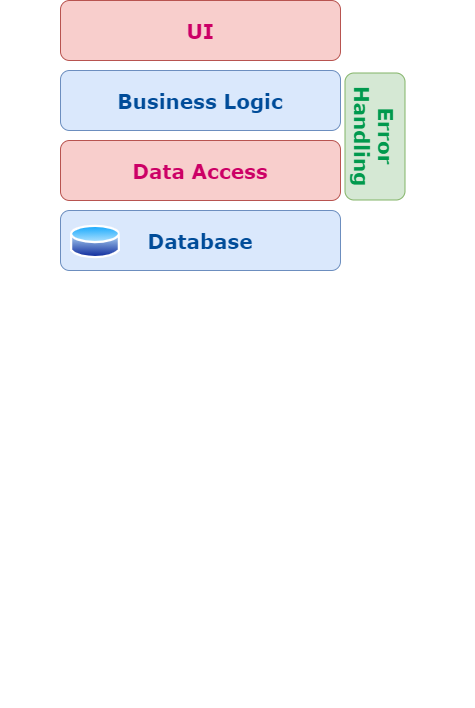 UI
Business Logic
Data Access
Database
Error
Handling